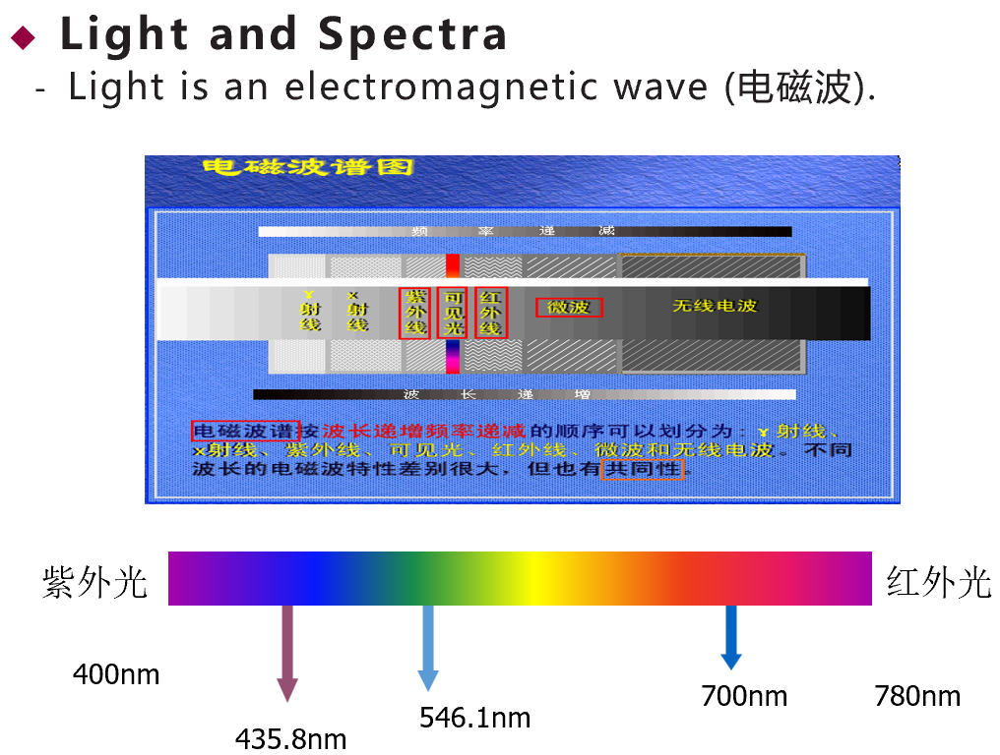 Light and Spectra
- Light is an electromagnetic wave (电磁波).
电磁波谱图
频 率 递 减
γ射线 x射线 紫外线 可见光 红外线 微波 无线电波
波 长 递 增
电磁波谱按波长递增频率递减的顺序可以划分为：γ射线、
x射线、紫外线、可见光、红外线、微波和无线电波。不同
波长的电磁波特性差别很大，但也有共同性。
紫外光 红外光
400nm 435.8nm 546.1nm 700nm 780nm